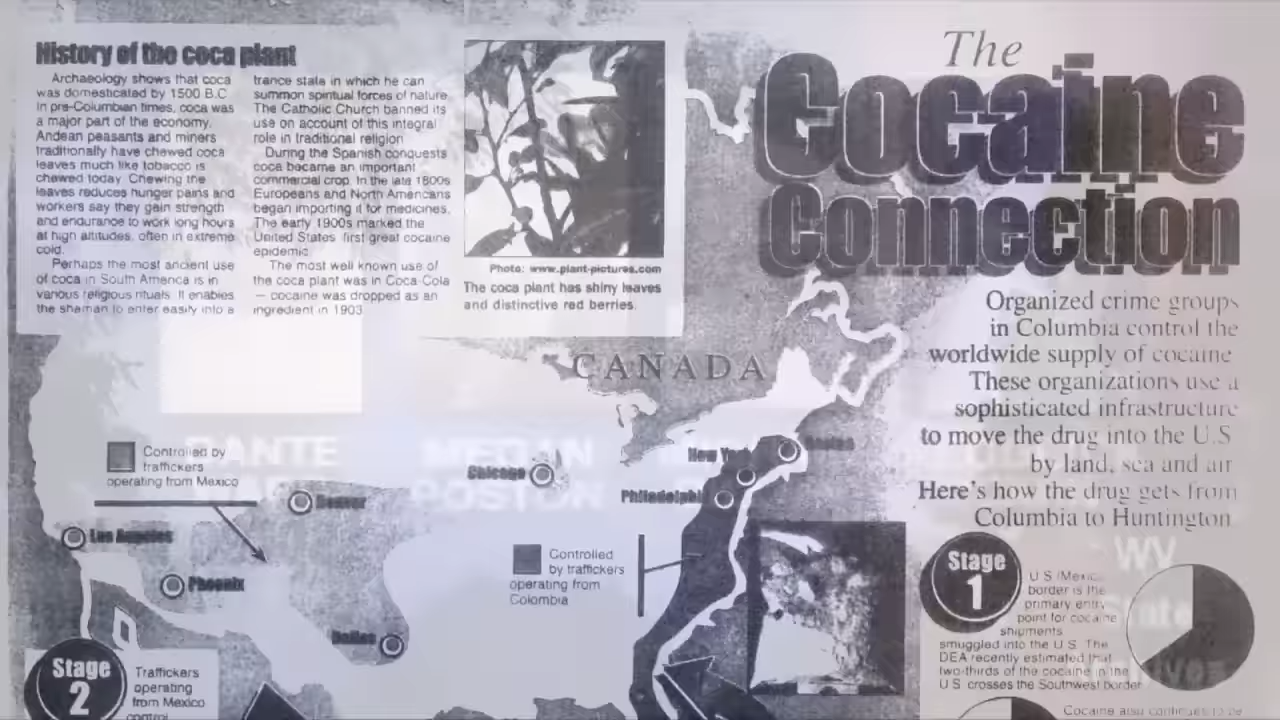 History of the coca plant
Archaeology shows that coca
was domesticated by 1500 B.C
In pre-Columbian times, coca was
a major part of the economy.
Andean peasants and miners
traditionally have chewed coca
leaves much like tobacco is
chewed today. Chewing the
leaves reduces hunger pains and
workers say they gain strength
and endurance to work long hours
at high altitudes, often in extreme
cold.
Perhaps the most ancient use
of coca in South America is in
various religious rituals. It enables
the shaman to enter easily into a
trance state in which he can
summon spiritual forces of nature
The Catholic Church banned its
use on account of this integral
role in traditional religion
During the Spanish conquests
coca became an important
commercial crop. In the late 1800s
Europeans and North Americans
began importing it for medicines.
The early 1900s marked the
United States first great cocaine
epidemic
The most well known use of
the coca plant was in Coca-Cola
— cocaine was dropped as an
ingredient in 1903
Photo: www.plant-pictures.com
The coca plant has shiny leaves
and distinctive red berries.
The
Cocaine
Connection
Organized crime groups
in Columbia control the
worldwide supply of cocaine
These organizations use a
sophisticated infrastructure
to move the drug into the U.S
by land, sea and air
Here's how the drug gets from
Columbia to Huntington
CANADA
Controlled by
traffickers
operating from Mexico
DANTE
MEGAN
POSTON
Chicago
New York
Boston
Philadelphia
Denver
Los Angeles
Phoenix
Dallas
Controlled
by traffickers
operating from
Colombia
WV
State
Archives
Stage
1
U S /Mexic
border is the
primary entry
point for cocaine
shipments
smuggled into the U.S. The
DEA recently estimated that
two-thirds of the cocaine in the
U.S. crosses the Southwest border
Cocaine also continues to be
Stage
2
Traffickers
operating
from Mexico
control